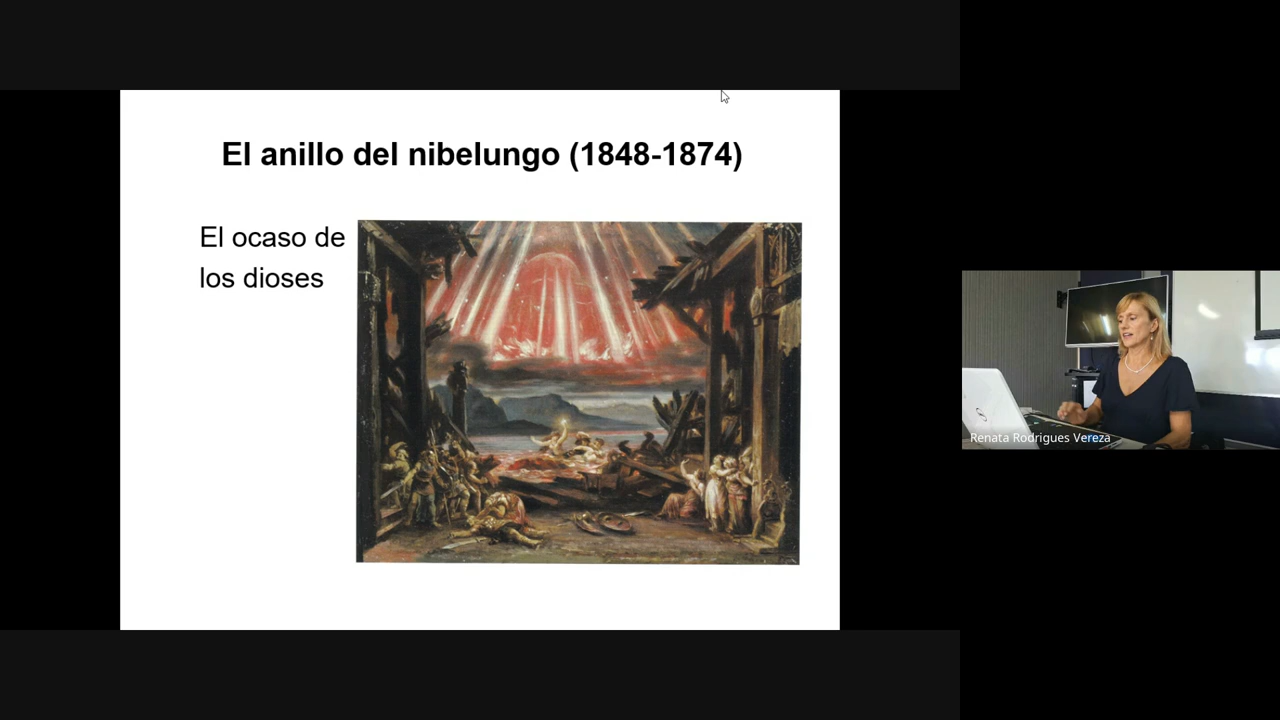 El anillo del nibelungo (1848-1874)
El ocaso de
los dioses
Renata Rodrigues Vereza